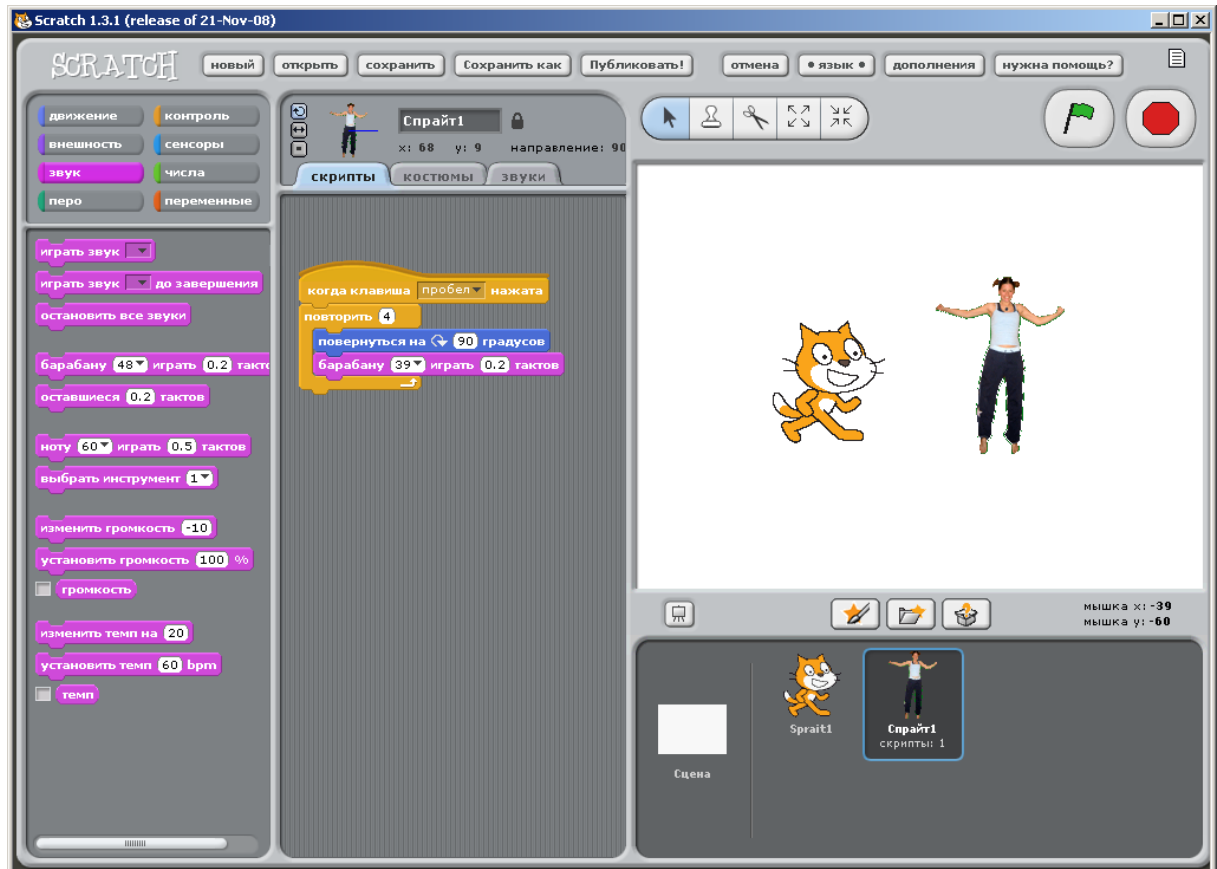 Scratch 1.3.1 (release of 21-Nov-08)
SCRATCH
новый
открыть
сохранить
Сохранить как
Публиковать!
отмена
• язык •
дополнения
нужна помощь?
движение
контроль
внешность
сенсоры
звук
числа
перо
переменные
Спрайт1
x: 68 y: 9 направление: 90
скрипты
костюмы
звуки
играть звук
играть звук до завершения
остановить все звуки
барабану 48 играть 0.2 такто
оставшиеся 0.2 тактов
ноту 60 играть 0.5 тактов
выбрать инструмент 1
изменить громкость -10
установить громкость 100 %
громкость
изменить темп на 20
установить темп 60 bpm
темп
когда клавиша пробел нажата
повторить 4
повернуться на 90 градусов
барабану 39 играть 0.2 тактов
мышка x: -39
мышка y: -60
Sprait1
Спрайт1
скрипты: 1
Сцена